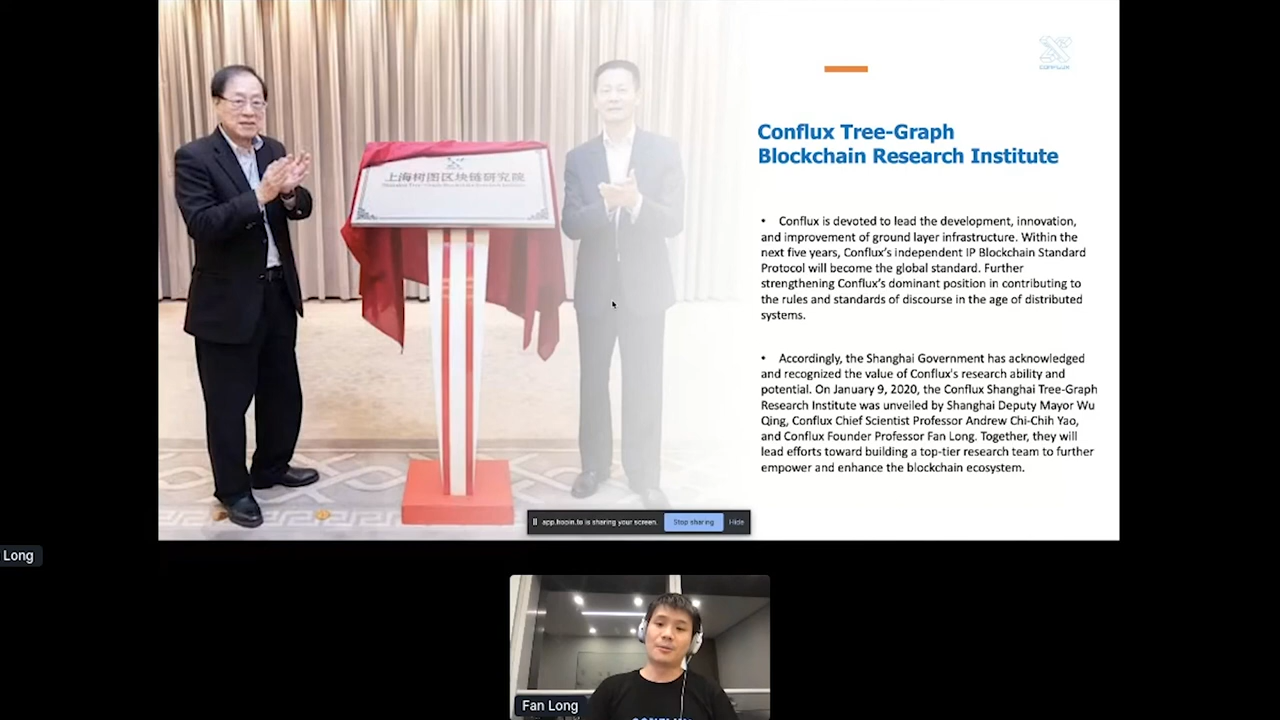 CONFLUX
Conflux Tree-Graph
Blockchain Research Institute
上海树图区块链研究院
• Conflux is devoted to lead the development, innovation,
and improvement of ground layer infrastructure. Within the
next five years, Conflux's independent IP Blockchain Standard
Protocol will become the global standard. Further
strengthening Conflux's dominant position in contributing to
the rules and standards of discourse in the age of distributed
systems.
• Accordingly, the Shanghai Government has acknowledged
and recognized the value of Conflux's research ability and
potential. On January 9, 2020, the Conflux Shanghai Tree-Graph
Research Institute was unveiled by Shanghai Deputy Mayor Wu
Qing, Conflux Chief Scientist Professor Andrew Chi-Chih Yao,
and Conflux Founder Professor Fan Long. Together, they will
lead efforts toward building a top-tier research team to further
empower and enhance the blockchain ecosystem.
app.hopin.to is sharing your screen. Stop sharing Hide
Long
Fan Long